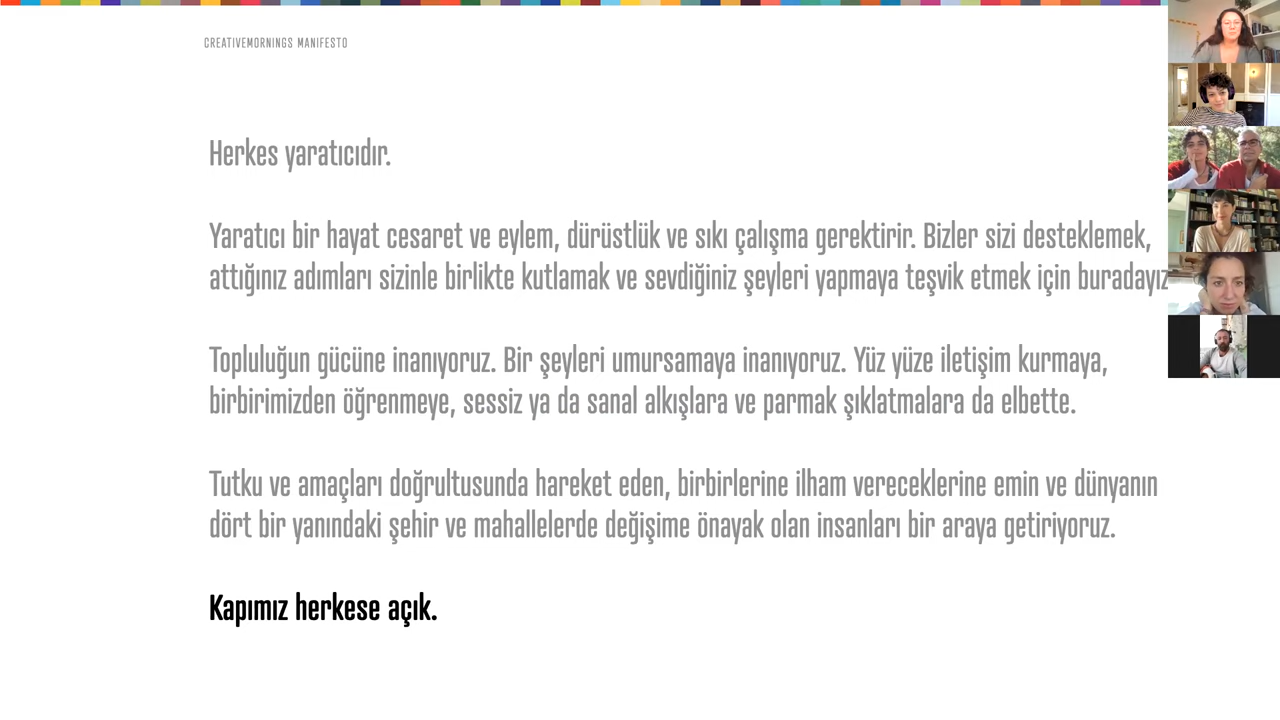 CREATIVEMORNINGS MANIFESTO
Herkes yaratıcıdır.
Yaratıcı bir hayat cesaret ve eylem, dürüstlük ve sıkı çalışma gerektirir. Bizler sizi desteklemek,
attığınız adımları sizinle birlikte kutlamak ve sevdiğiniz şeyleri yapmaya teşvik etmek için buradayız
Topluluğun gücüne inanıyoruz. Bir şeyleri umursamaya inanıyoruz. Yüz yüze iletişim kurmaya,
birbirimizden öğrenmeye, sessiz ya da sanal alkışlara ve parmak şıklatmalara da elbette.
Tutku ve amaçları doğrultusunda hareket eden, birbirlerine ilham vereceklerine emin ve dünyanın
dört bir yanındaki şehir ve mahallelerde değişime önayak olan insanları bir araya getiriyoruz.
Kapımız herkese açık.